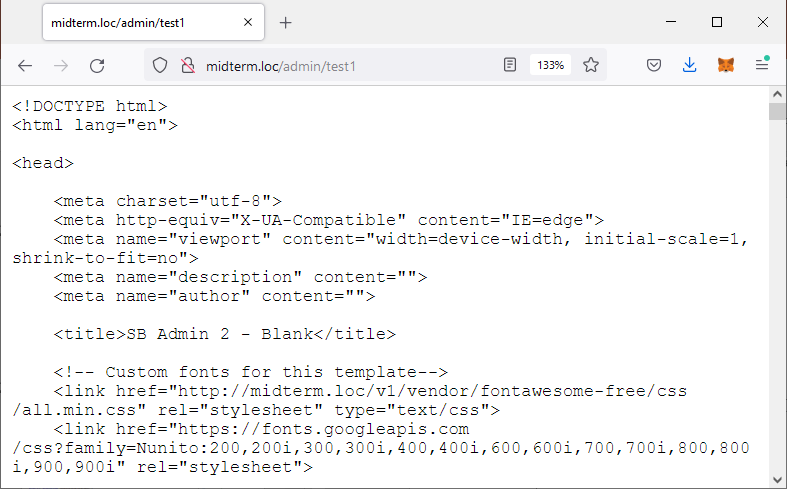 midterm.loc/admin/test1
midterm.loc/admin/test1
133%
<!DOCTYPE html>
<html lang="en">
<head>
<meta charset="utf-8">
<meta http-equiv="X-UA-Compatible" content="IE=edge">
<meta name="viewport" content="width=device-width, initial-scale=1,
shrink-to-fit=no">
<meta name="description" content="">
<meta name="author" content="">
<title>SB Admin 2 - Blank</title>
<!-- Custom fonts for this template-->
<link href="http://midterm.loc/v1/vendor/fontawesome-free/css
/all.min.css" rel="stylesheet" type="text/css">
<link href="https://fonts.googleapis.com
/css?family=Nunito:200,200i,300,300i,400,400i,600,600i,700,700i,800,800
i,900,900i" rel="stylesheet">